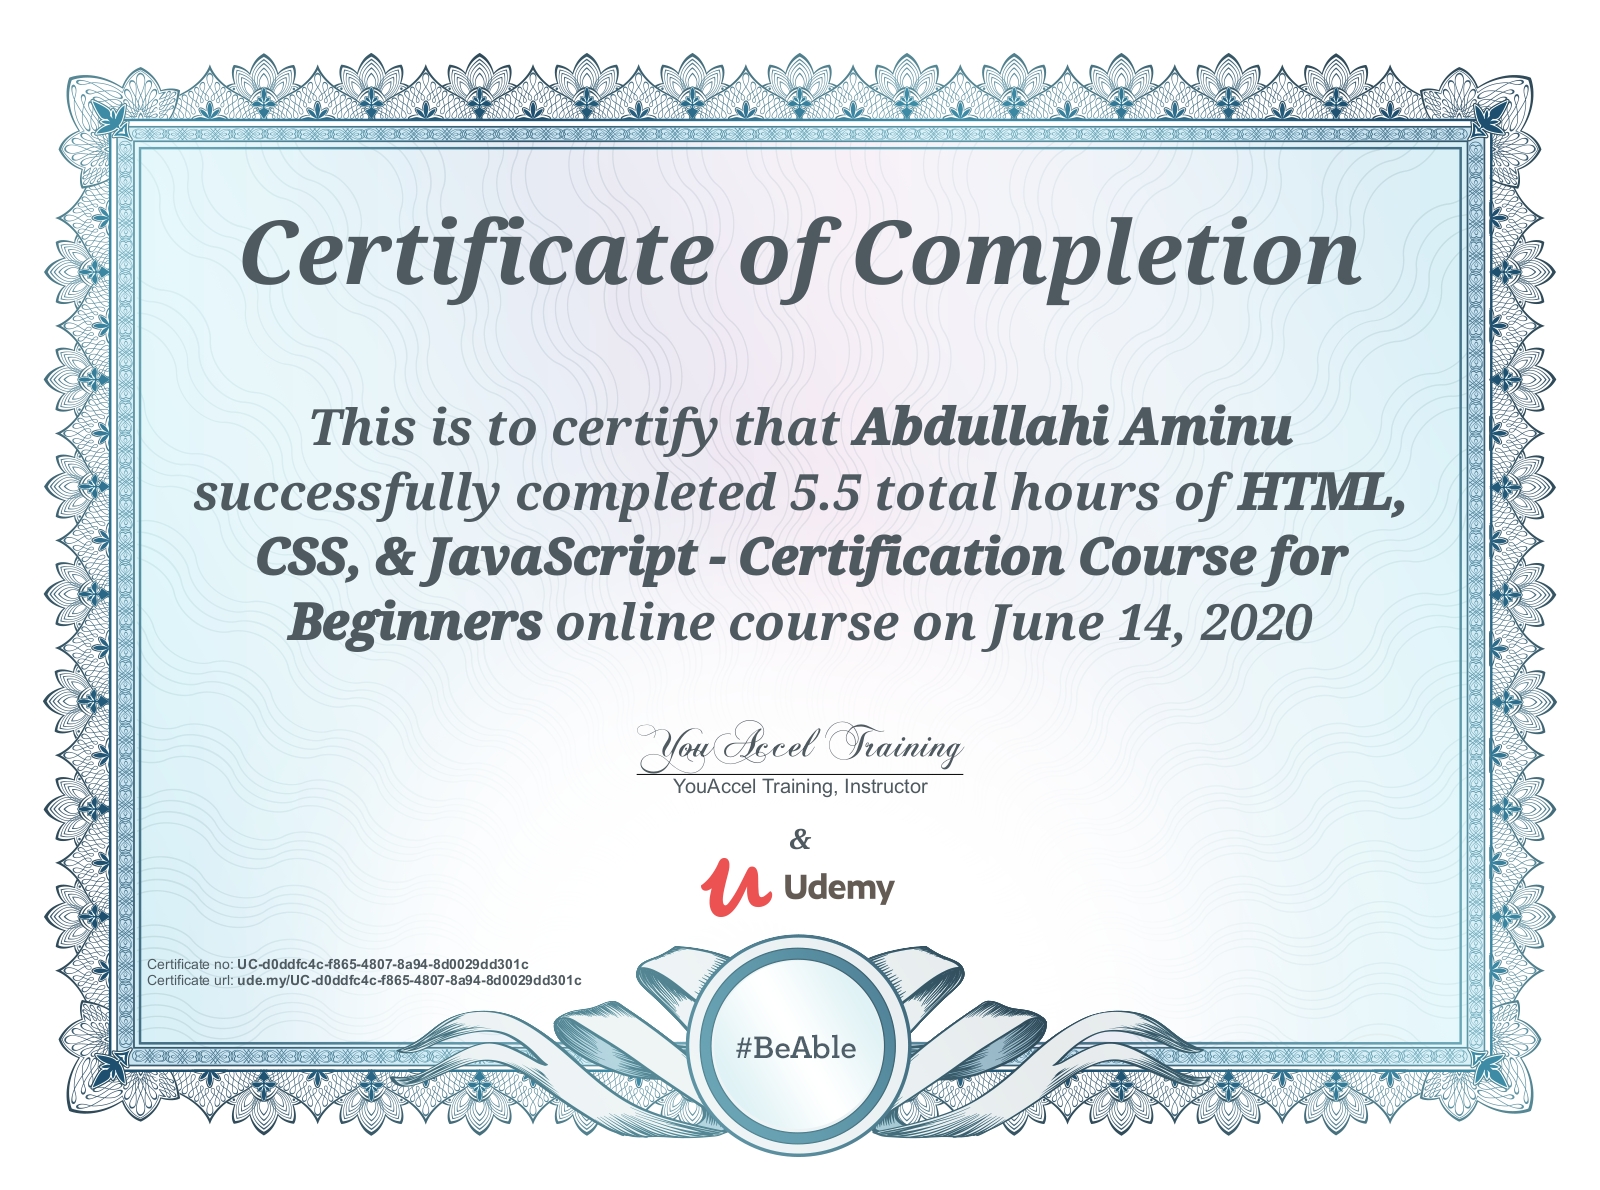 Certificate of Completion
This is to certify that Abdullahi Aminu
successfully completed 5.5 total hours of HTML,
CSS, & JavaScript - Certification Course for
Beginners online course on June 14, 2020
YouAccel Training
YouAccel Training, Instructor
&
Udemy
Certificate no: UC-d0ddfc4c-f865-4807-8a94-8d0029dd301c
Certificate url: ude.my/UC-d0ddfc4c-f865-4807-8a94-8d0029dd301c
#BeAble